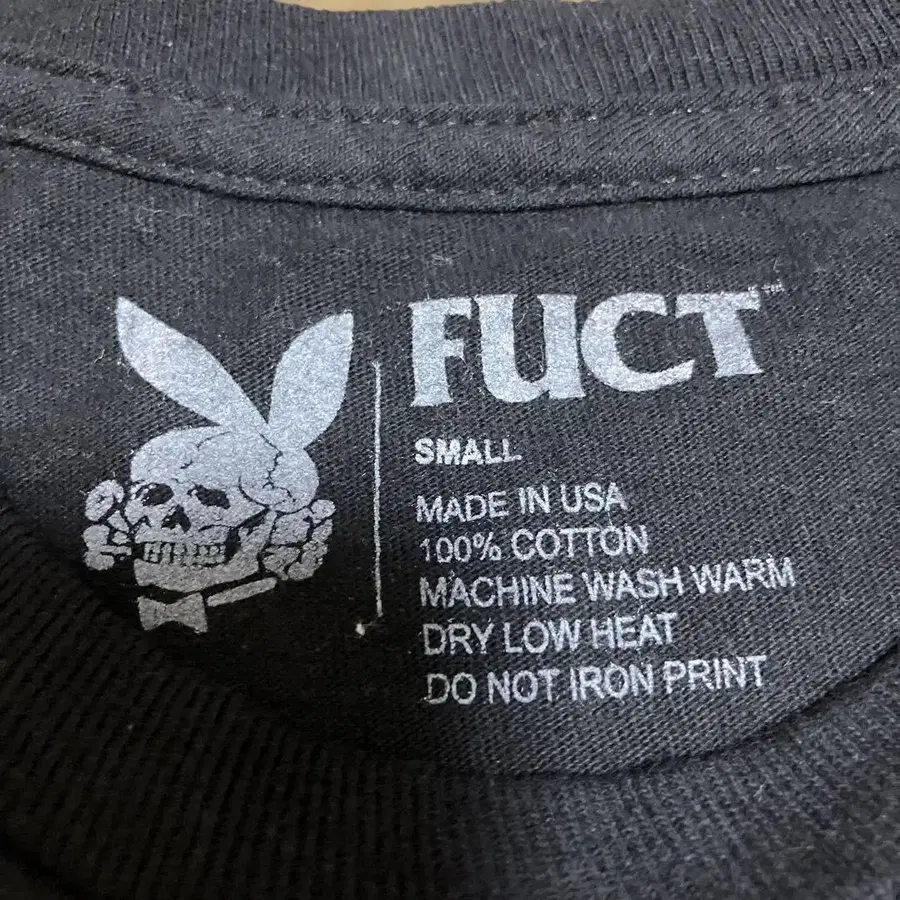 FUCT™
SMALL
MADE IN USA
100% COTTON
MACHINE WASH WARM
DRY LOW HEAT
DO NOT IRON PRINT